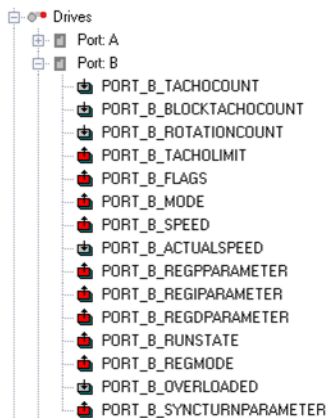 Drives
Port: A
Port: B
PORT_B_TACHOCOUNT
PORT_B_BLOCKTACHOCOUNT
PORT_B_ROTATIONCOUNT
PORT_B_TACHOLIMIT
PORT_B_FLAGS
PORT_B_MODE
PORT_B_SPEED
PORT_B_ACTUALSPEED
PORT_B_REGPPARAMETER
PORT_B_REGIPARAMETER
PORT_B_REGDPARAMETER
PORT_B_RUNSTATE
PORT_B_REGMODE
PORT_B_OVERLOADED
PORT_B_SYNCTURNPARAMETER